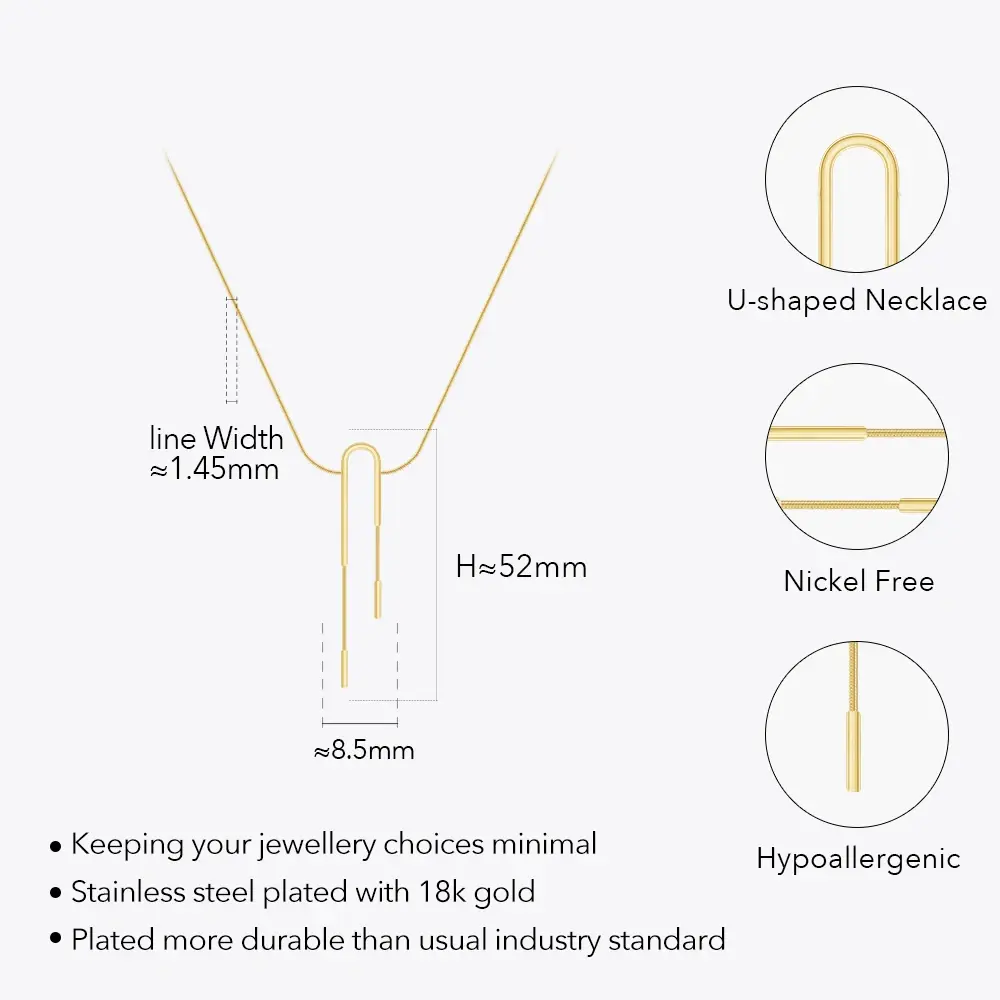 U-shaped Necklace
line Width
≈1.45mm
H≈52mm
Nickel Free
≈8.5mm
Hypoallergenic
• Keeping your jewellery choices minimal
• Stainless steel plated with 18k gold
• Plated more durable than usual industry standard